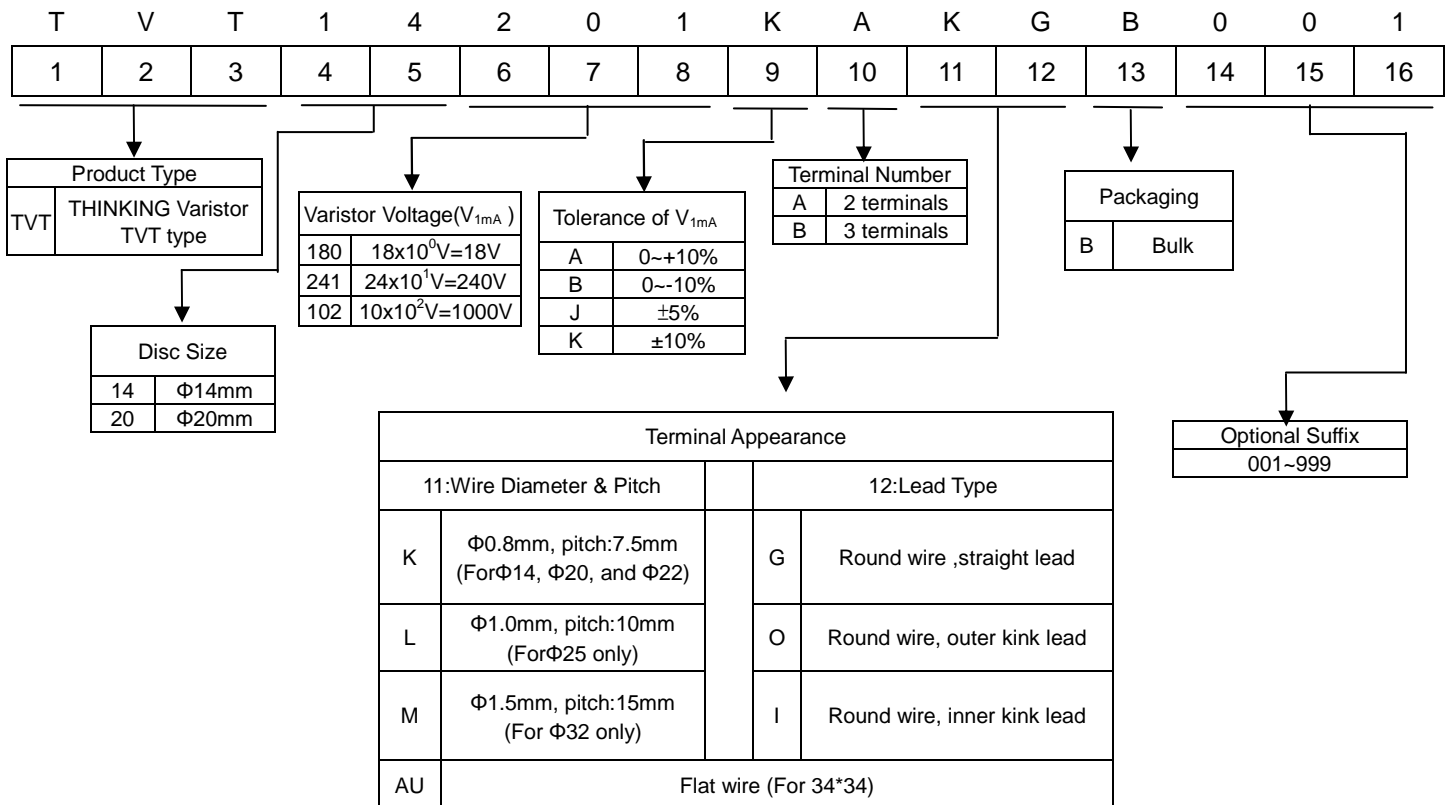 T V T 1 4 2 0 1 K A K G B 0 0 1
1 2 3 4 5 6 7 8 9 10 11 12 13 14 15 16
Product Type
TVT THINKING Varistor
TVT type
Disc Size
14 Φ14mm
20 Φ20mm
Varistor Voltage(V1mA )
180 18x10⁰V=18V
241 24x10¹V=240V
102 10x10²V=1000V
Tolerance of V1mA
A 0~+10%
B 0~-10%
J ±5%
K ±10%
Terminal Number
A 2 terminals
B 3 terminals
Packaging
B Bulk
Terminal Appearance
11:Wire Diameter & Pitch 12:Lead Type
K Φ0.8mm, pitch:7.5mm
(ForΦ14, Φ20, and Φ22)
G Round wire ,straight lead
L Φ1.0mm, pitch:10mm
(ForΦ25 only)
O Round wire, outer kink lead
M Φ1.5mm, pitch:15mm
(For Φ32 only)
I Round wire, inner kink lead
AU Flat wire (For 34*34)
Optional Suffix
001~999